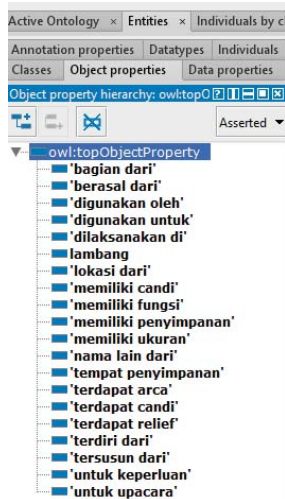 Active Ontology × Entities × Individuals by c
Annotation properties Datatypes Individuals
Classes Object properties Data properties
Object property hierarchy: owl:topO
Asserted
owl:topObjectProperty
'bagian dari'
'berasal dari'
'digunakan oleh'
'digunakan untuk'
'dilaksanakan di'
lambang
'lokasi dari'
'memiliki candi'
'memiliki fungsi'
'memiliki penyimpan'
'memiliki ukuran'
'nama lain dari'
'tempat penyimpanan'
'terdapat arca'
'terdapat candi'
'terdapat relief'
'terdiri dari'
'tersusun dari'
'untuk keperluan'
'untuk upacara'